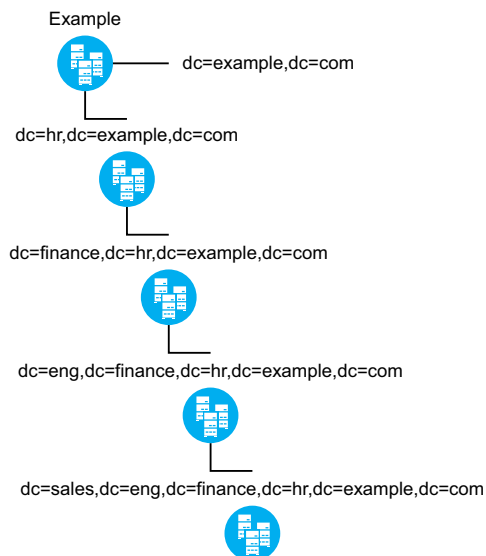 Example
dc=example,dc=com
dc=hr,dc=example,dc=com
dc=finance,dc=hr,dc=example,dc=com
dc=eng,dc=finance,dc=hr,dc=example,dc=com
dc=sales,dc=eng,dc=finance,dc=hr,dc=example,dc=com